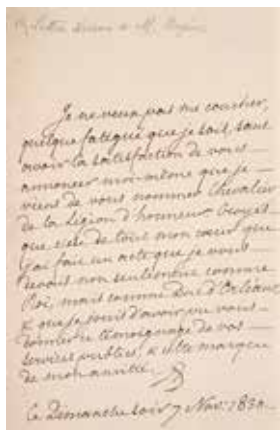 Je ne veux pas me coucher,
quelque fatigué que je sois, sans
avoir la satisfaction de vous
annoncer moi-même que je
viens de vous nommer Chevalier
de la Légion d'honneur. Croyez
que c'est de tout mon cœur que
j'ai fait un acte que je vous
devais non seulement comme
Roi, mais comme Duc d'Orléans,
& que je jouis d'avoir pu vous
donner ce témoignage de vos
services publics, & cette marque
de mon amitié.
Ce Dimanche soir 7 Nov: 1830.